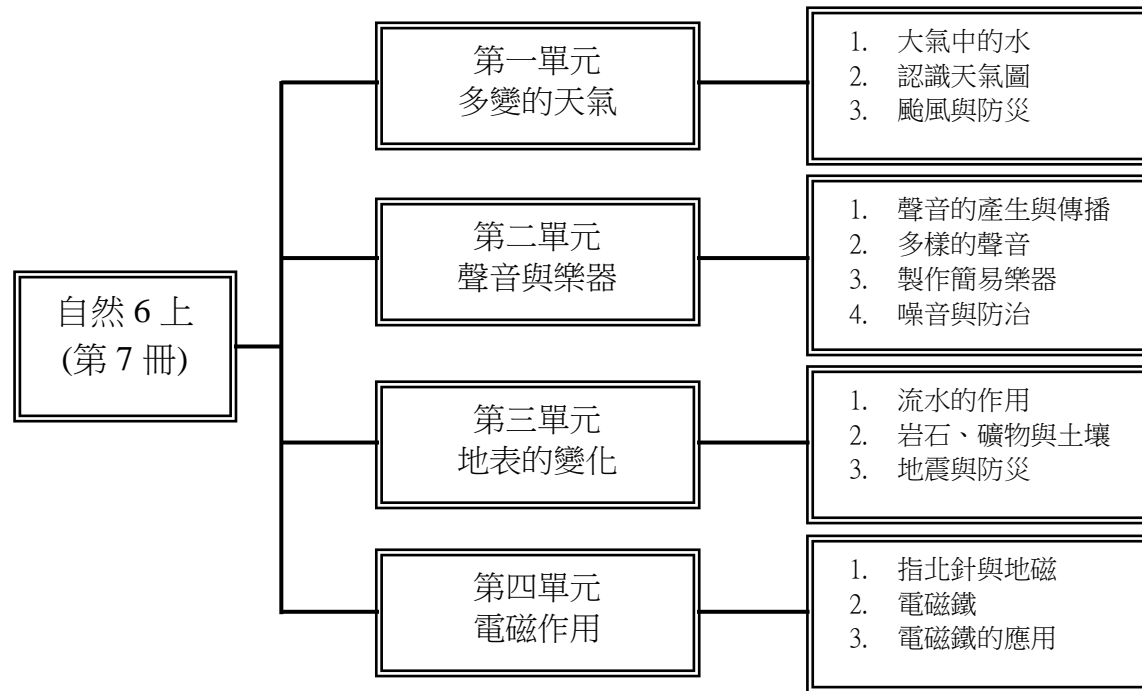 自然 6 上
(第 7 冊)
第一單元
多變的天氣
1. 大氣中的水
2. 認識天氣圖
3. 颱風與防災
第二單元
聲音與樂器
1. 聲音的產生與傳播
2. 多樣的聲音
3. 製作簡易樂器
4. 噪音與防治
第三單元
地表的變化
1. 流水的作用
2. 岩石、礦物與土壤
3. 地震與防災
第四單元
電磁作用
1. 指北針與地磁
2. 電磁鐵
3. 電磁鐵的應用